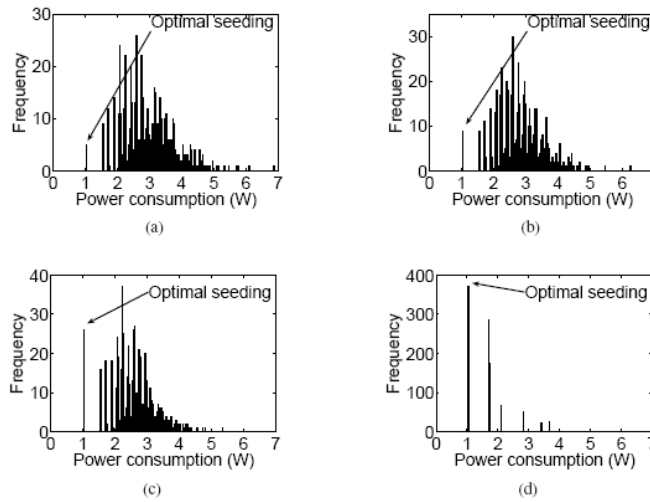 30
20
10
0
Frequency
Optimal seeding
0 1 2 3 4 5 6 7
Power consumption (W)
(a)
40
30
20
10
0
Frequency
Optimal seeding
0 1 2 3 4 5 6
Power consumption (W)
(b)
40
30
20
10
0
Frequency
Optimal seeding
0 1 2 3 4 5 6 7
Power consumption (W)
(c)
400
300
200
100
0
Frequency
Optimal seeding
0 1 2 3 4 5 6 7
Power consumption (W)
(d)